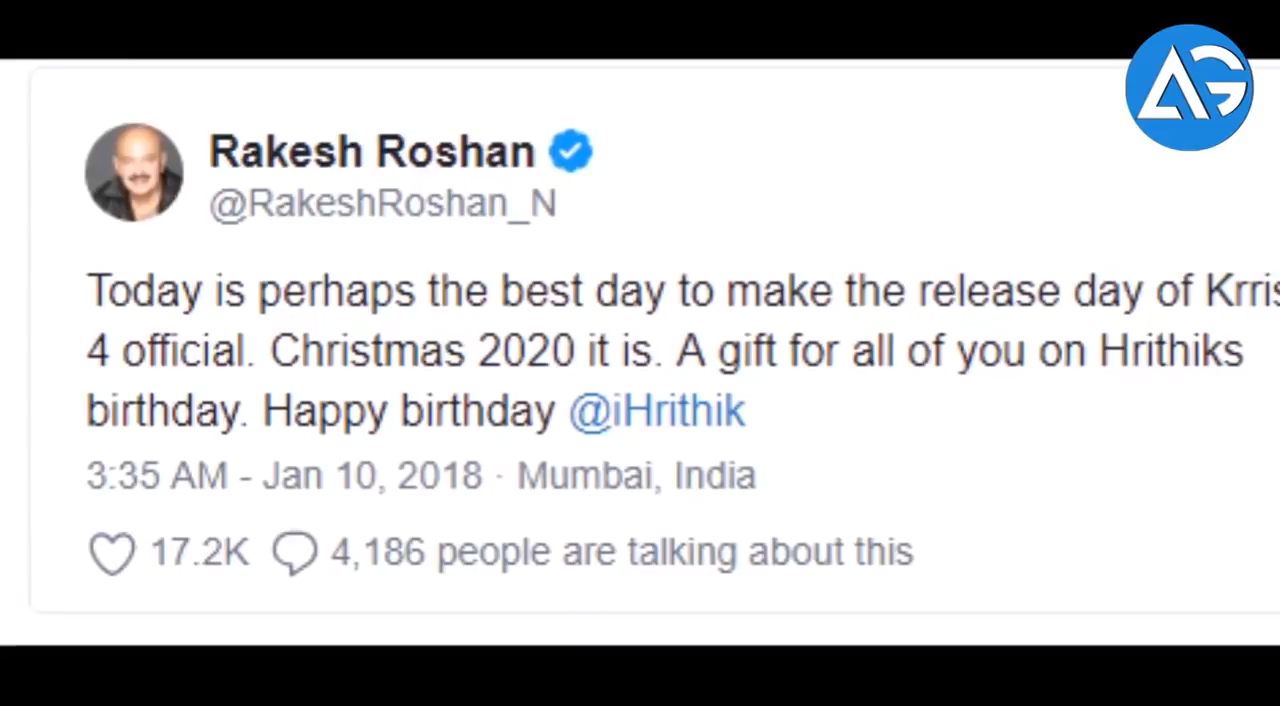 AG
Rakesh Roshan
@RakeshRoshan_N
Today is perhaps the best day to make the release day of
4 official. Christmas 2020 it is. A gift for all of you on Hrithiks
birthday. Happy birthday @iHrithik
3:35 AM - Jan 10, 2018 · Mumbai, India
17.2K 4,186 people are talking about this